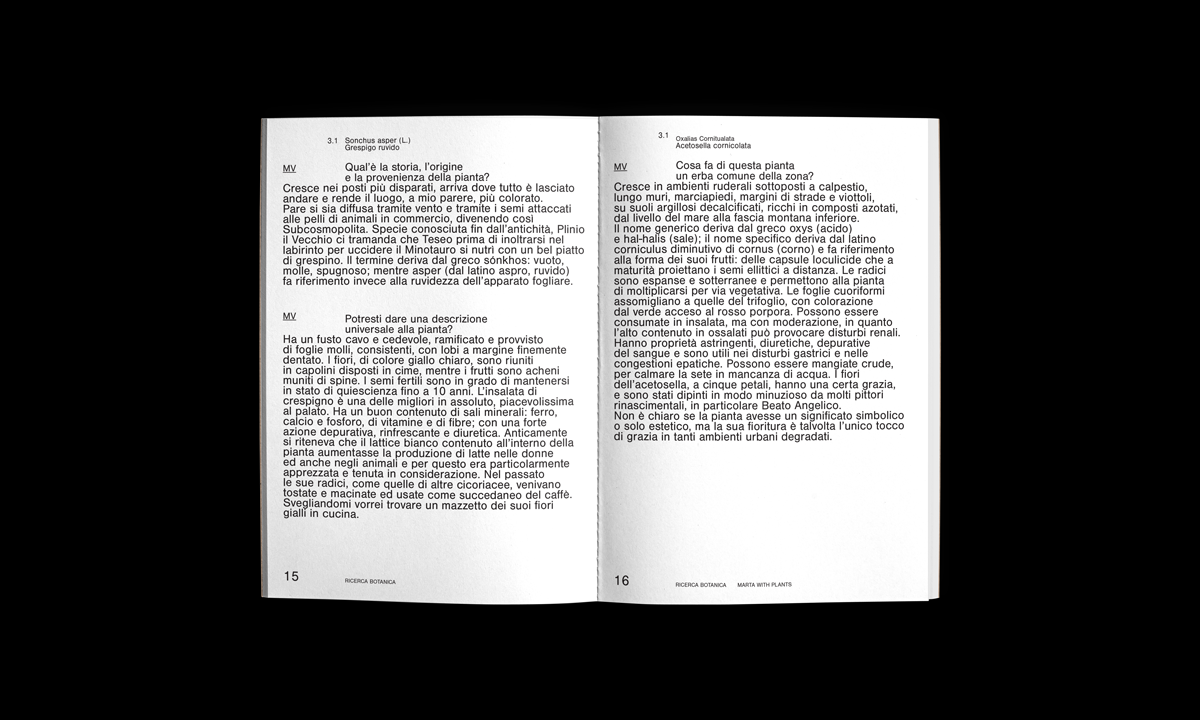 3.1 Sonchus asper (L.)
Grespigo ruvido
MV Qual'è la storia, l'origine
e la provenienza della pianta?
Cresce nei posti più disparati, arriva dove tutto è lasciato
andare e rende il luogo, a mio parere, più colorato.
Pare si sia diffusa tramite vento e tramite i semi attaccati
alle pelli di animali in commercio, divenendo così
Subcosmopolita. Specie conosciuta fin dall'antichità, Plinio
il Vecchio ci tramanda che Teseo prima di inoltrarsi nel
labirinto per uccidere il Minotauro si nutrì con un bel piatto
di grespino. Il termine deriva dal greco sónkhos: vuoto,
molle, spugnoso; mentre asper (dal latino aspro, ruvido)
fa riferimento invece alla ruvidezza dell'apparato fogliare.
MV Potresti dare una descrizione
universale alla pianta?
Ha un fusto cavo e cedevole, ramificato e provvisto
di foglie molli, consistenti, con lobi a margine finemente
dentato. I fiori, di colore giallo chiaro, sono riuniti
in capolini disposti in cime, mentre i frutti sono acheni
muniti di spine. I semi fertili sono in grado di mantenersi
in stato di quiescienza fino a 10 anni. L'insalata di
crespigno è una delle migliori in assoluto, piacevolissima
al palato. Ha un buon contenuto di sali minerali: ferro,
calcio e fosforo, di vitamine e di fibre; con una forte
azione depurativa, rinfrescante e diuretica. Anticamente
si riteneva che il lattice bianco contenuto all'interno della
pianta aumentasse la produzione di latte nelle donne
ed anche negli animali e per questo era particolarmente
apprezzata e tenuta in considerazione. Nel passato
le sue radici, come quelle di altre cicoriacee, venivano
tostate e macinate ed usate come succedaneo del caffè.
Svegliandomi vorrei trovare un mazzetto dei suoi fiori
gialli in cucina.
15 RICERCA BOTANICA
3.1 Oxalias Cornitualata
Acetosella cornicolata
MV Cosa fa di questa pianta
un erba comune della zona?
Cresce in ambienti ruderali sottoposti a calpestio,
lungo muri, marciapiedi, margini di strade e viottoli,
su suoli argillosi decalcificati, ricchi in composti azotati,
dal livello del mare alla fascia montana inferiore.
Il nome generico deriva dal greco oxys (acido)
e hal-halis (sale); il nome specifico deriva dal latino
corniculus diminutivo di cornus (corno) e fa riferimento
alla forma dei suoi frutti: delle capsule loculicide che a
maturità proiettano i semi ellittici a distanza. Le radici
sono espanse e sotterranee e permettono alla pianta
di moltiplicarsi per via vegetativa. Le foglie cuoriformi
assomigliano a quelle del trifoglio, con colorazione
dal verde acceso al rosso porpora. Possono essere
consumate in insalata, ma con moderazione, in quanto
l'alto contenuto in ossalati può provocare disturbi renali.
Hanno proprietà astringenti, diuretiche, depurative
del sangue e sono utili nei disturbi gastrici e nelle
congestioni epatiche. Possono essere mangiate crude,
per calmare la sete in mancanza di acqua. I fiori
dell'acetosella, a cinque petali, hanno una certa grazia,
e sono stati dipinti in modo minuzioso da molti pittori
rinascimentali, in particolare Beato Angelico.
Non è chiaro se la pianta avesse un significato simbolico
o solo estetico, ma la sua fioritura è talvolta l'unico tocco
di grazia in tanti ambienti urbani degradati.
16 RICERCA BOTANICA MARTA WITH PLANTS